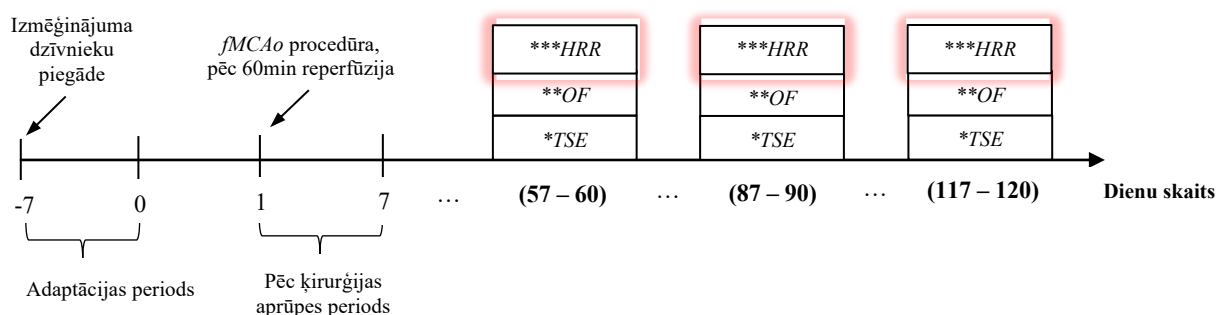 Izmēģinājuma
dzīvnieku
piegāde
fMCAo procedūra,
pēc 60min reperfūzija
***HRR
***HRR
***HRR
**OF
**OF
**OF
*TSE
*TSE
*TSE
-7
0
1
7
…
(57 – 60)
…
(87 – 90)
…
(117 – 120)
Dienu skaits
Adaptācijas periods
Pēc ķirurģijas
aprūpes periods